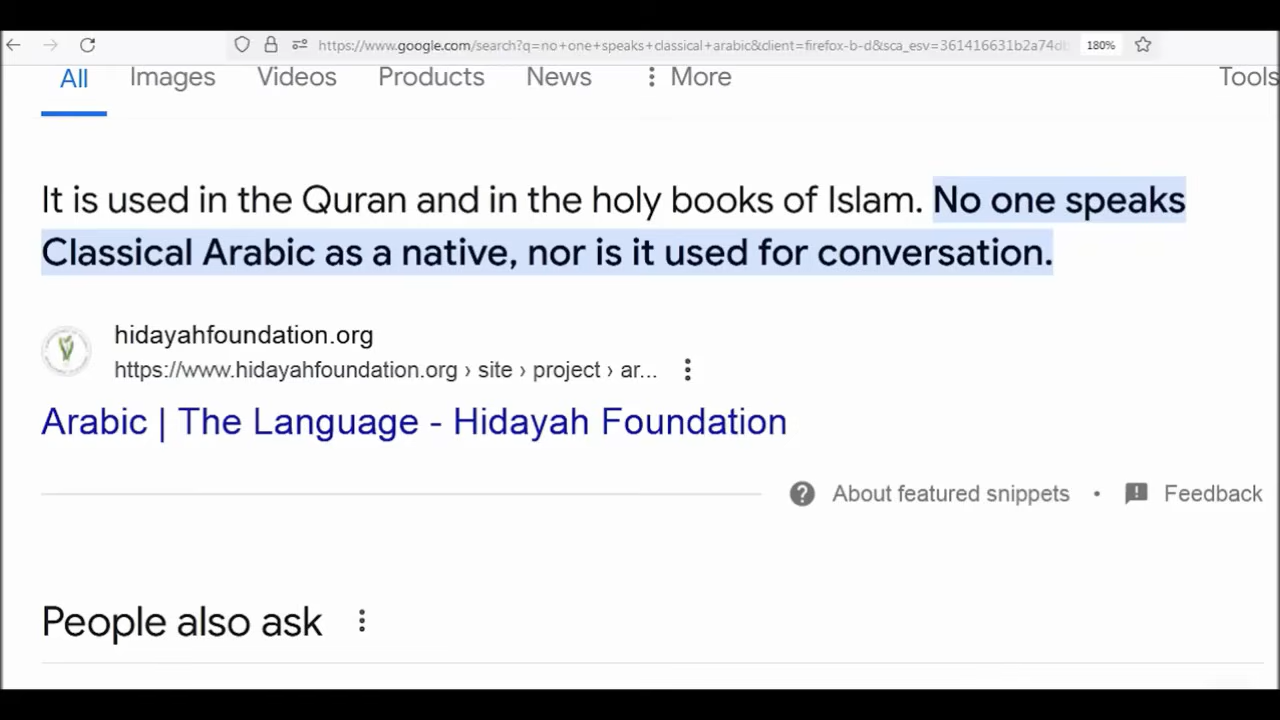 https://www.google.com/search?q=no+one+speaks+classical+arabic&client=firefox-b-d&sca_esv=361416631b2a74db
180%
All Images Videos Products News More Tools
It is used in the Quran and in the holy books of Islam. No one speaks
Classical Arabic as a native, nor is it used for conversation.
hidayahfoundation.org
https://www.hidayahfoundation.org › site › project › ar...
Arabic | The Language - Hidayah Foundation
About featured snippets • Feedback
People also ask